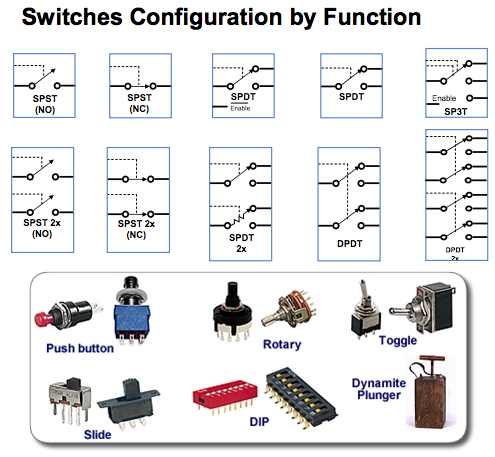 Switches Configuration by Function
SPST
(NO)
SPST
(NC)
SPDT
Enable
SPDT
Enable
SP3T
SPST 2x
(NO)
SPST 2x
(NC)
SPDT
2x
DPDT
DPDT
2x
Push button
Rotary
Toggle
Slide
DIP
Dynamite
Plunger